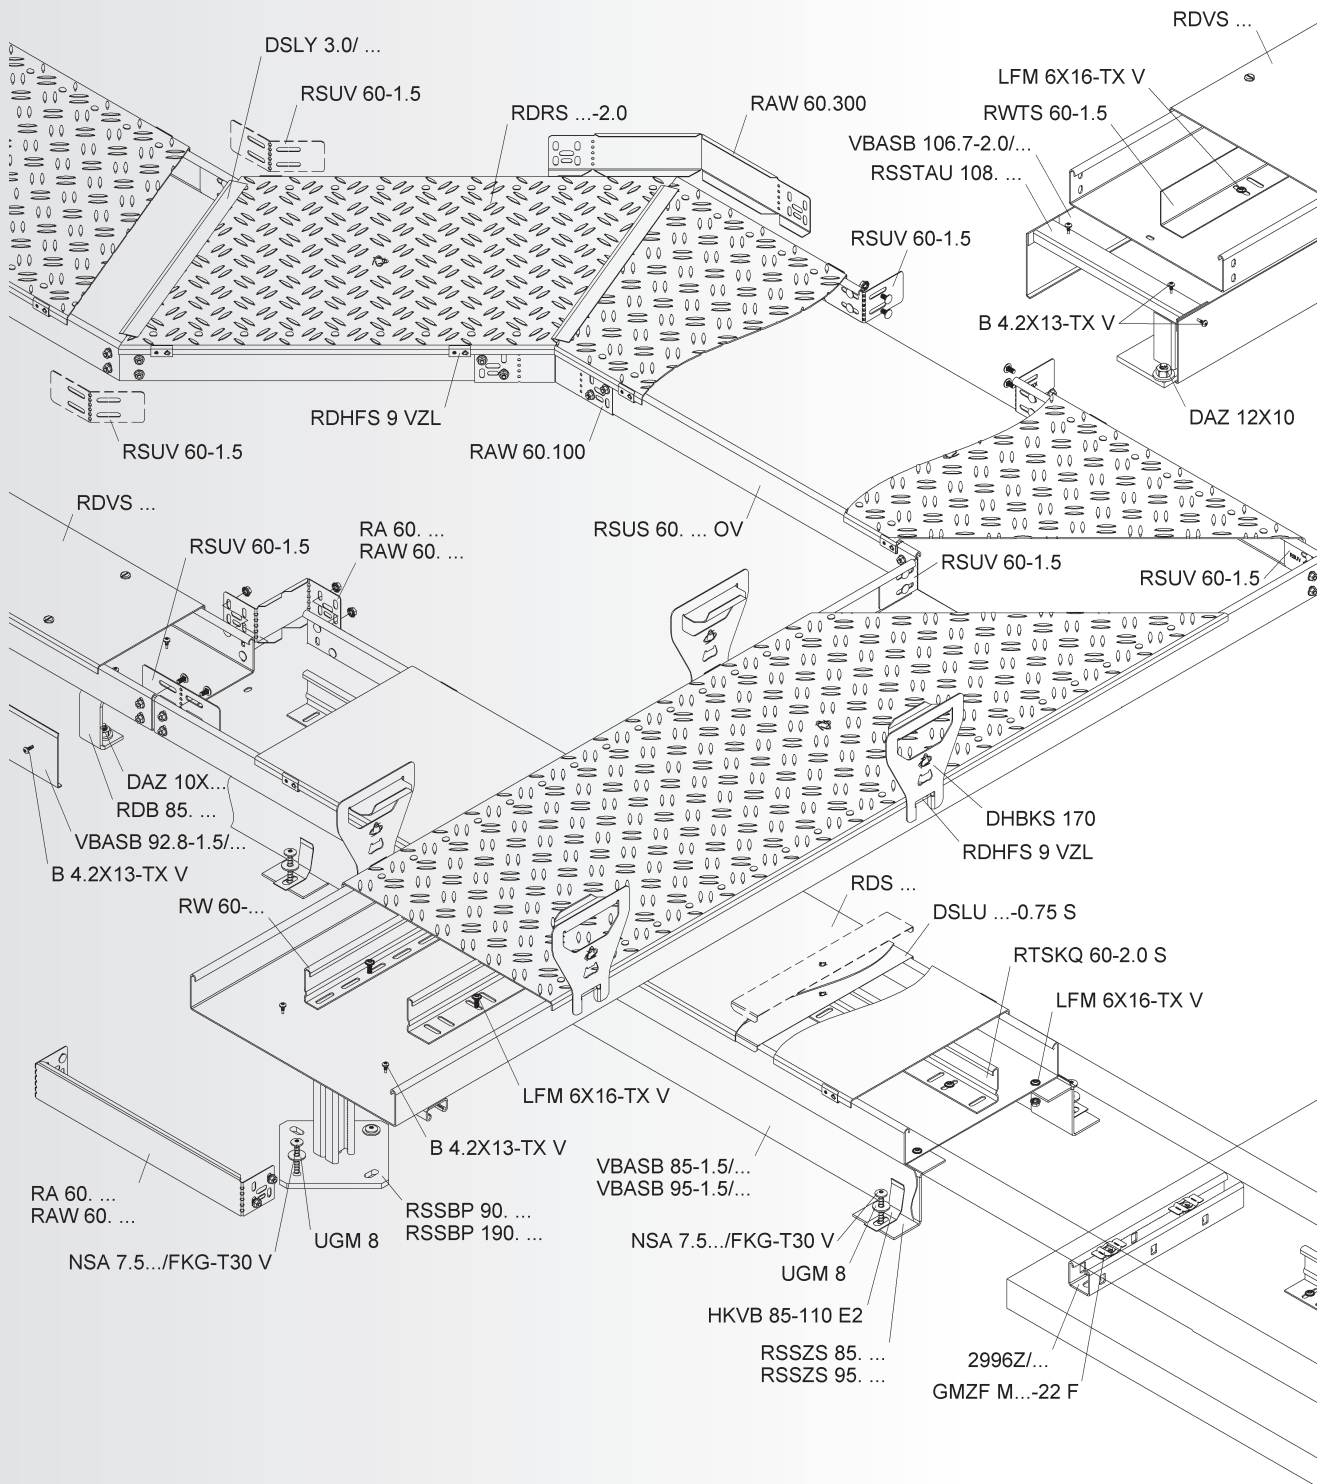 RDVS ...
DSLY 3.0/ ...
LFM 6X16-TX V
RSUV 60-1.5
RDRS ...-2.0
RAW 60.300
RWTS 60-1.5
VBASB 106.7-2.0/...
RSSTAU 108. ...
RSUV 60-1.5
B 4.2X13-TX V
RDHFS 9 VZL
DAZ 12X10
RSUV 60-1.5
RAW 60.100
RDVS ...
RSUS 60. ... OV
RA 60. ...
RAW 60. ...
RSUV 60-1.5
RSUV 60-1.5
RSUV 60-1.5
DAZ 10X...
RDB 85. ...
VBASB 92.8-1.5/...
B 4.2X13-TX V
DHBKS 170
RDHFS 9 VZL
RW 60-...
RDS ...
DSLU ...-0.75 S
RTSKQ 60-2.0 S
LFM 6X16-TX V
LFM 6X16-TX V
B 4.2X13-TX V
VBASB 85-1.5/...
VBASB 95-1.5/...
RA 60. ...
RAW 60. ...
RSSBP 90. ...
RSSBP 190. ...
UGM 8
NSA 7.5.../FKG-T30 V
NSA 7.5.../FKG-T30 V
UGM 8
HKVB 85-110 E2
RSSZS 85. ...
RSSZS 95. ...
2996Z/...
GMZF M...-22 F